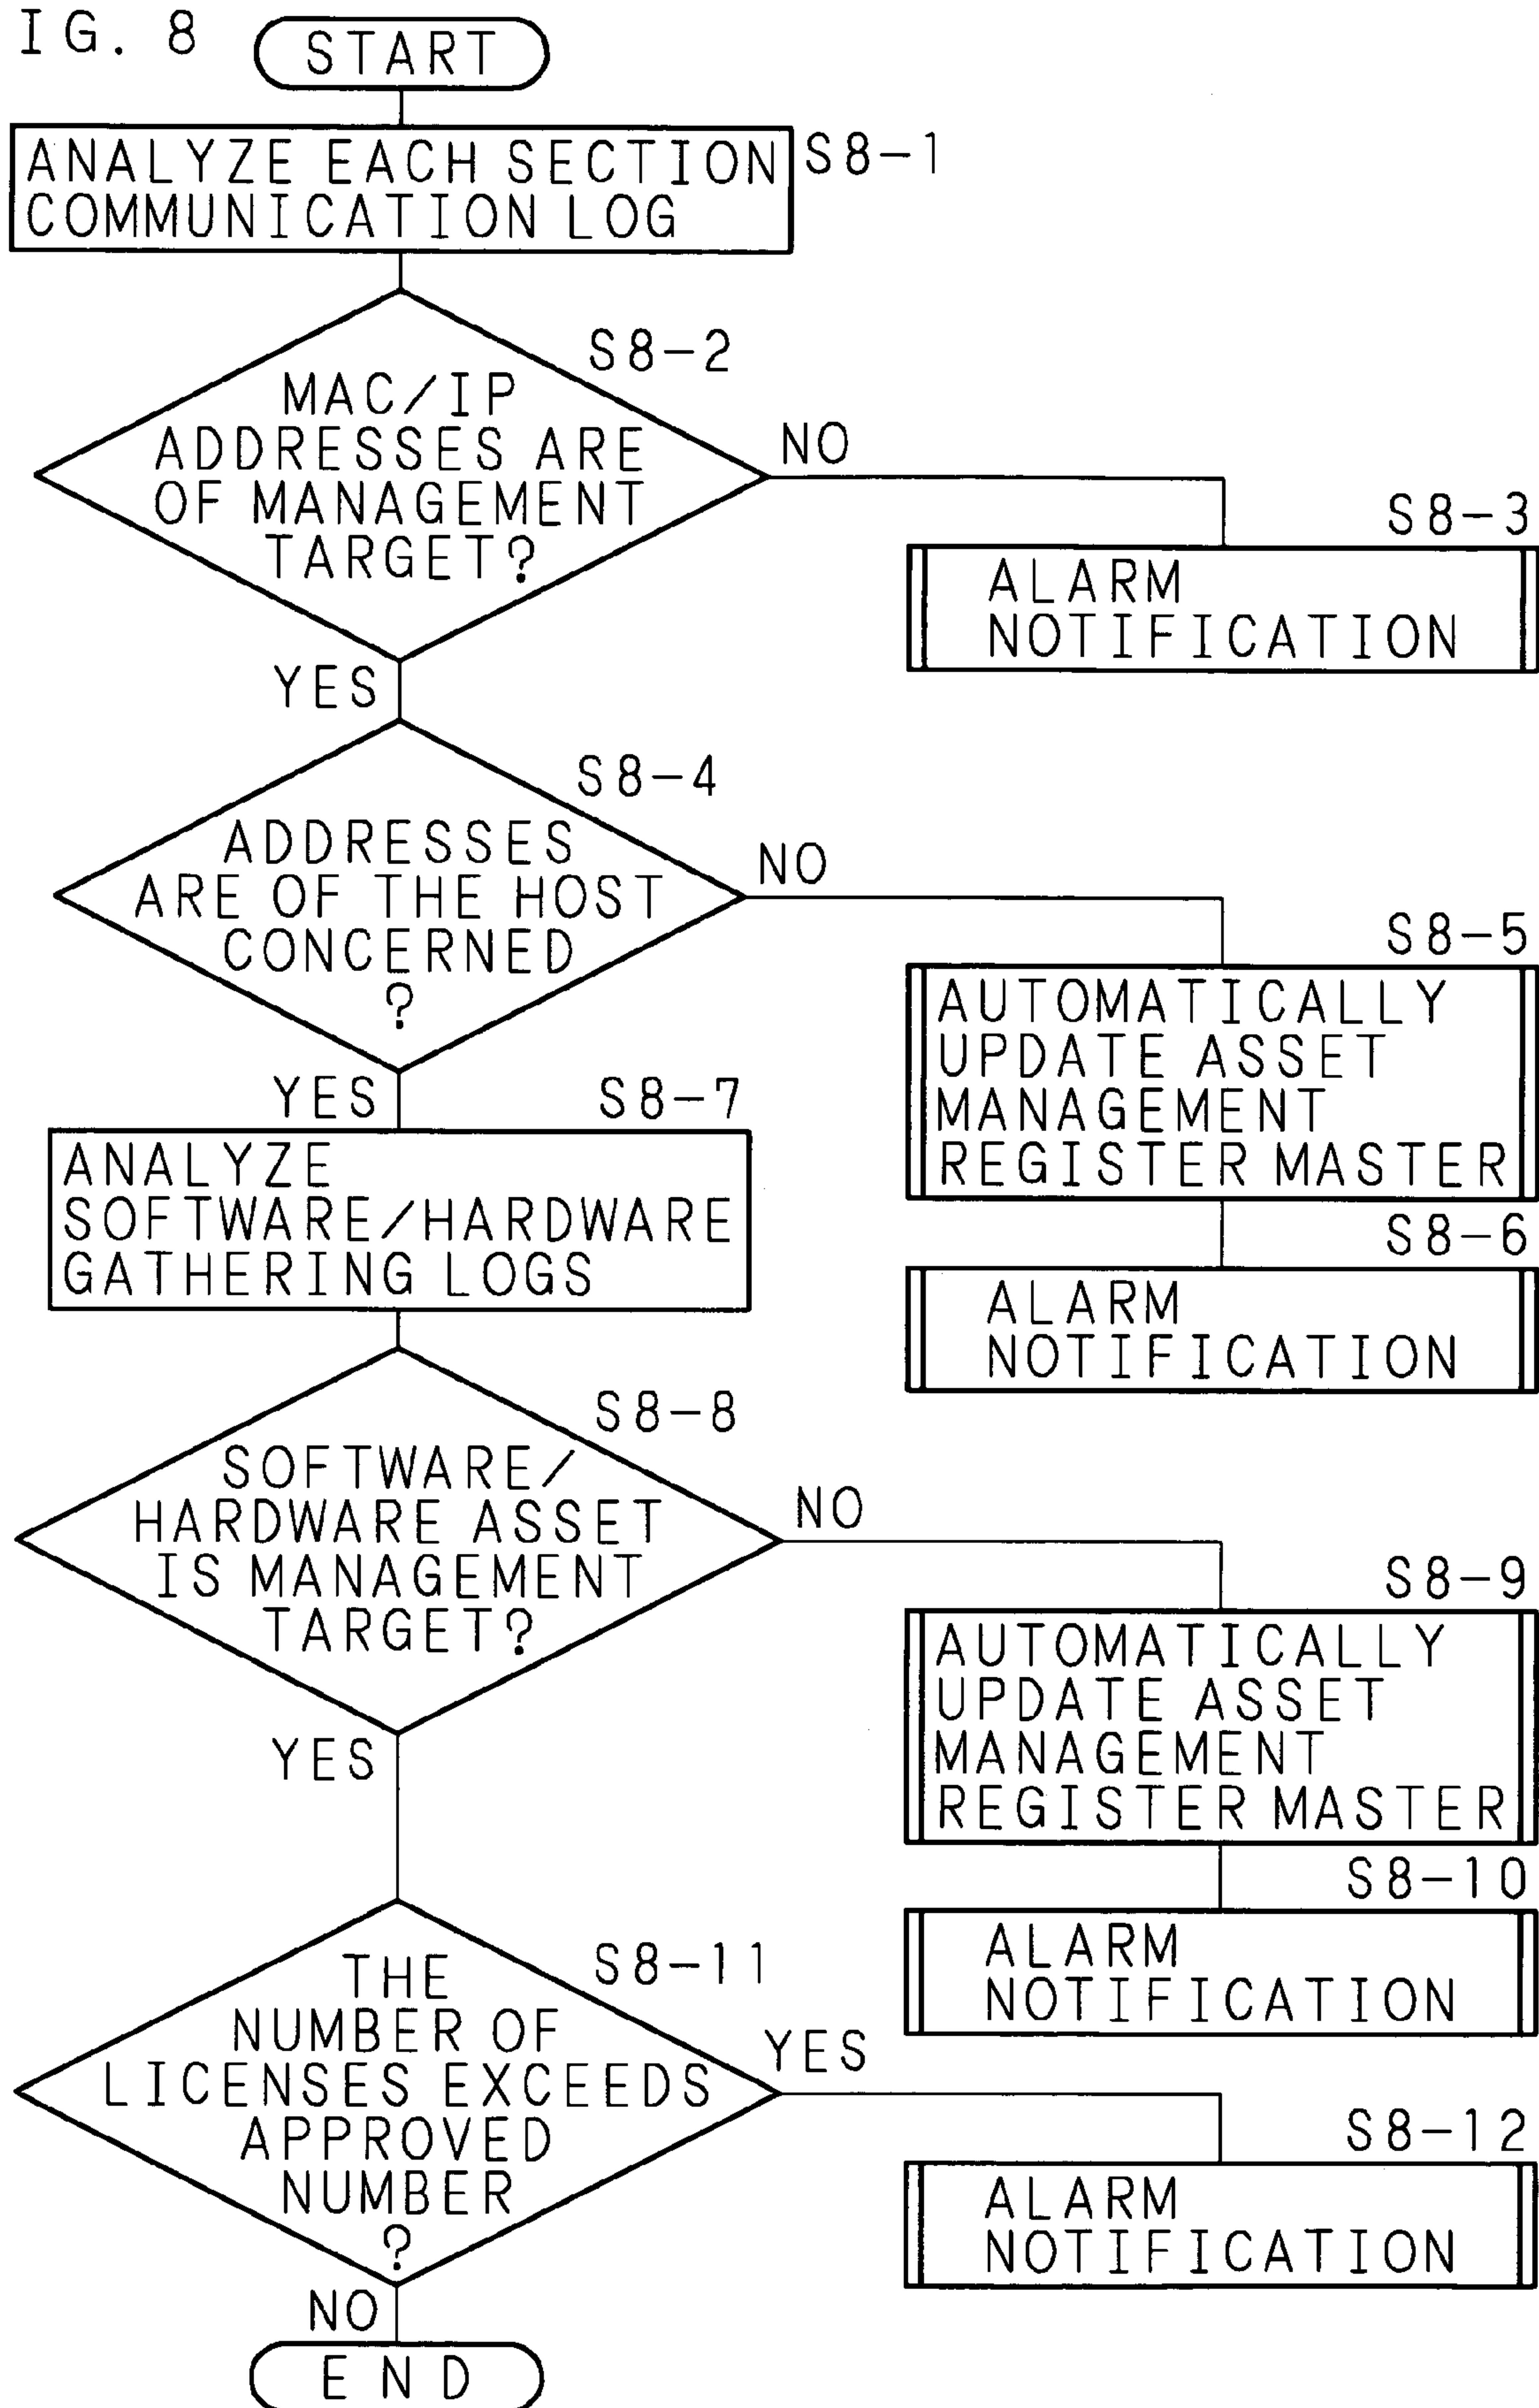 IG. 8
START
ANALYZE EACH SECTION
COMMUNICATION LOG
S8-1
S8-2
MAC/IP
ADDRESSES ARE
OF MANAGEMENT
TARGET?
NO
S8-3
ALARM
NOTIFICATION
YES
S8-4
ADDRESSES
ARE OF THE HOST
CONCERNED
?
NO
S8-5
AUTOMATICALLY
UPDATE ASSET
MANAGEMENT
REGISTER MASTER
S8-6
ALARM
NOTIFICATION
YES
S8-7
ANALYZE
SOFTWARE/HARDWARE
GATHERING LOGS
S8-8
SOFTWARE/
HARDWARE ASSET
IS MANAGEMENT
TARGET?
NO
S8-9
AUTOMATICALLY
UPDATE ASSET
MANAGEMENT
REGISTER MASTER
S8-10
ALARM
NOTIFICATION
YES
S8-11
THE
NUMBER OF
LICENSES EXCEEDS
APPROVED
NUMBER
?
YES
S8-12
ALARM
NOTIFICATION
NO
END